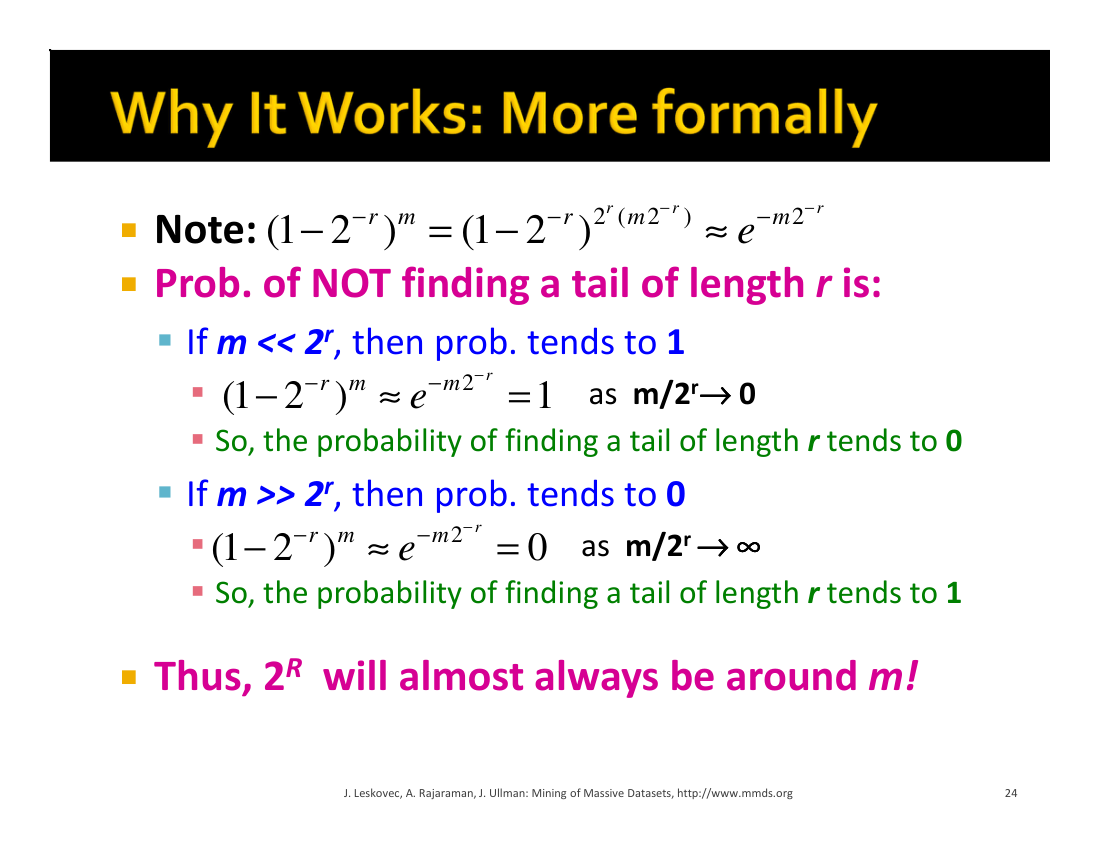 Why It Works: More formally
Note: (1 − 2^{−r})^m = (1 − 2^{−r})^{2^r (m2^{−r})} ≈ e^{−m2^{−r}}
Prob. of NOT finding a tail of length r is:
If m << 2^r, then prob. tends to 1
(1 − 2^{−r})^m ≈ e^{−m2^{−r}} = 1 as m/2^r → 0
So, the probability of finding a tail of length r tends to 0
If m >> 2^r, then prob. tends to 0
(1 − 2^{−r})^m ≈ e^{−m2^{−r}} = 0 as m/2^r → ∞
So, the probability of finding a tail of length r tends to 1
Thus, 2^R will almost always be around m!
J. Leskovec, A. Rajaraman, J. Ullman: Mining of Massive Datasets, http://www.mmds.org 24